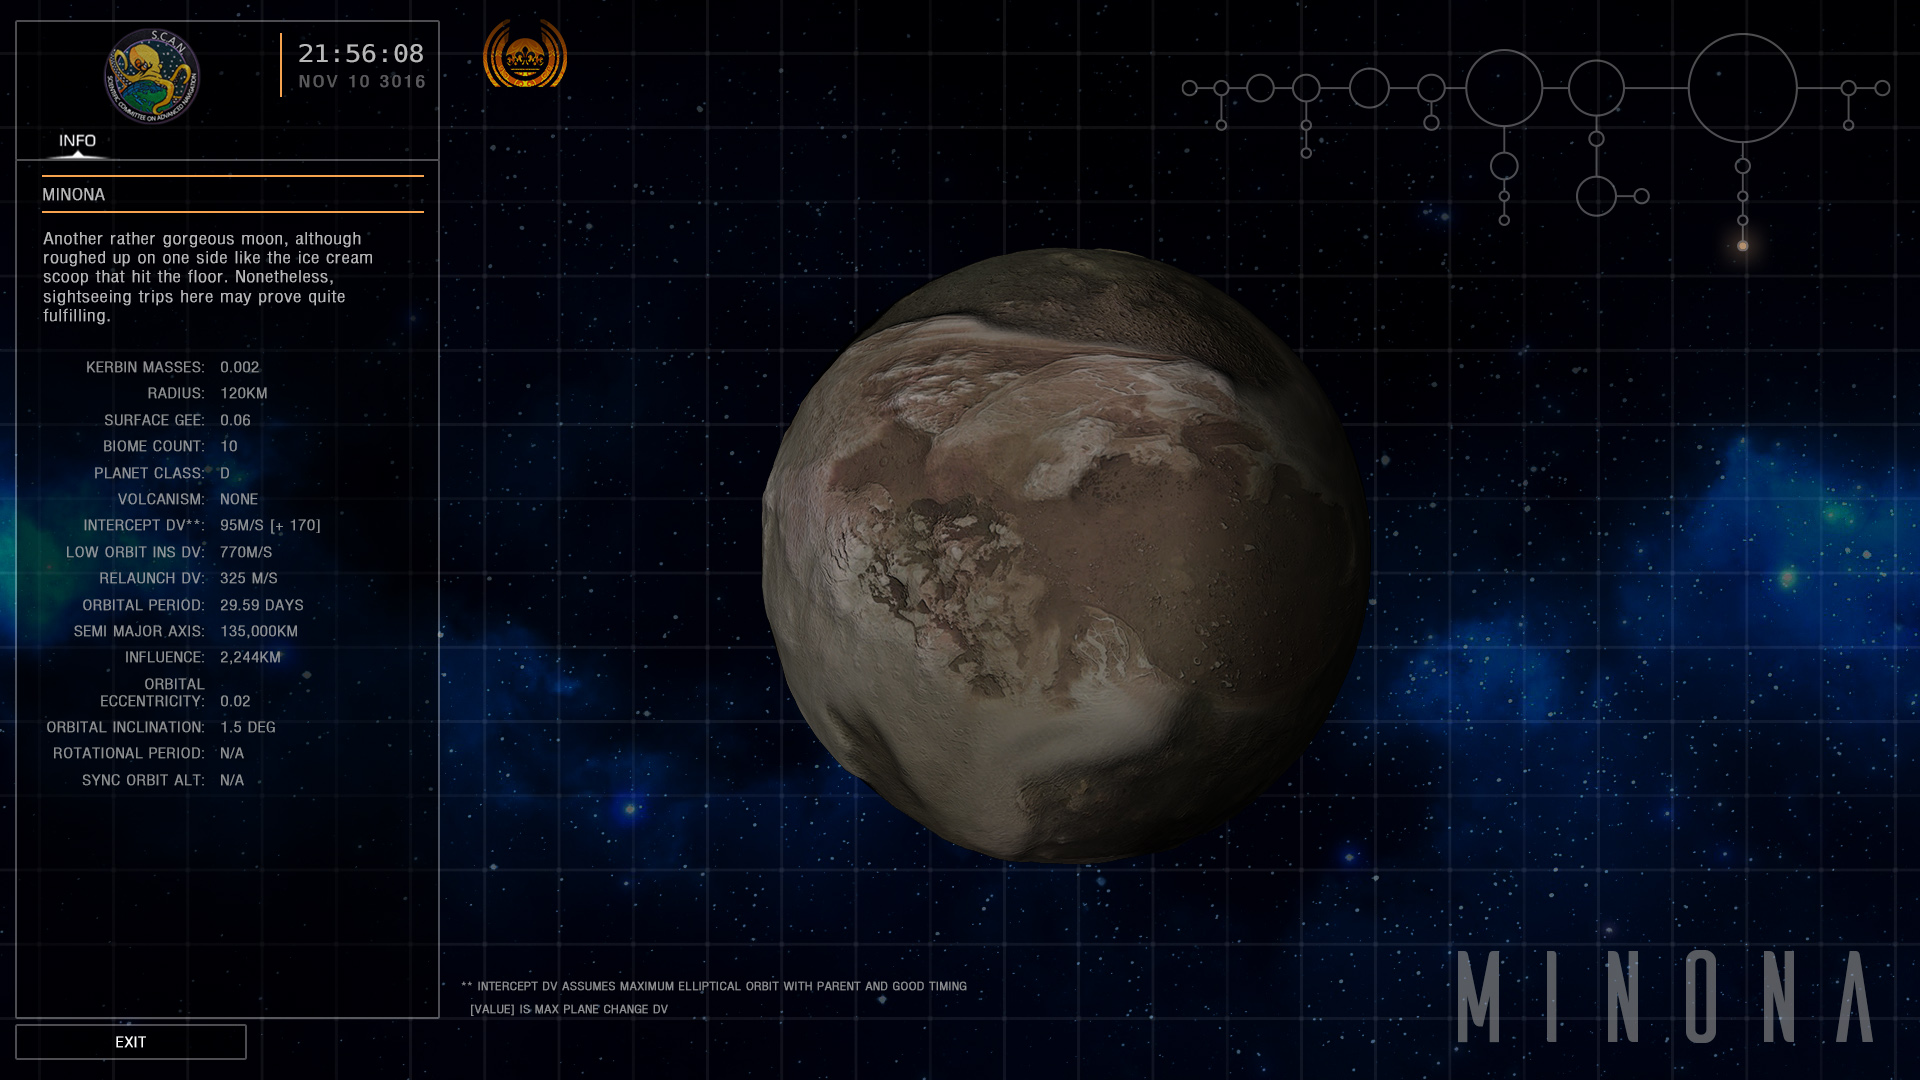 S.C.A.N.
SCIENTIFIC COMMITTEE ON ADVANCED NAVIGATION
21:56:08
NOV 10 3016
INFO
MINONA
Another rather gorgeous moon, although
roughed up on one side like the ice cream
scoop that hit the floor. Nonetheless,
sightseeing trips here may prove quite
fulfilling.
KERBIN MASSES: 0.002
RADIUS: 120KM
SURFACE GEE: 0.06
BIOME COUNT: 10
PLANET CLASS: D
VOLCANISM: NONE
INTERCEPT DV**: 95M/S [+ 170]
LOW ORBIT INS DV: 770M/S
RELAUNCH DV: 325 M/S
ORBITAL PERIOD: 29.59 DAYS
SEMI MAJOR AXIS: 135,000KM
INFLUENCE: 2,244KM
ORBITAL
ECCENTRICITY: 0.02
ORBITAL INCLINATION: 1.5 DEG
ROTATIONAL PERIOD: N/A
SYNC ORBIT ALT: N/A
** INTERCEPT DV ASSUMES MAXIMUM ELLIPTICAL ORBIT WITH PARENT AND GOOD TIMING
[VALUE] IS MAX PLANE CHANGE DV
MINONA
EXIT